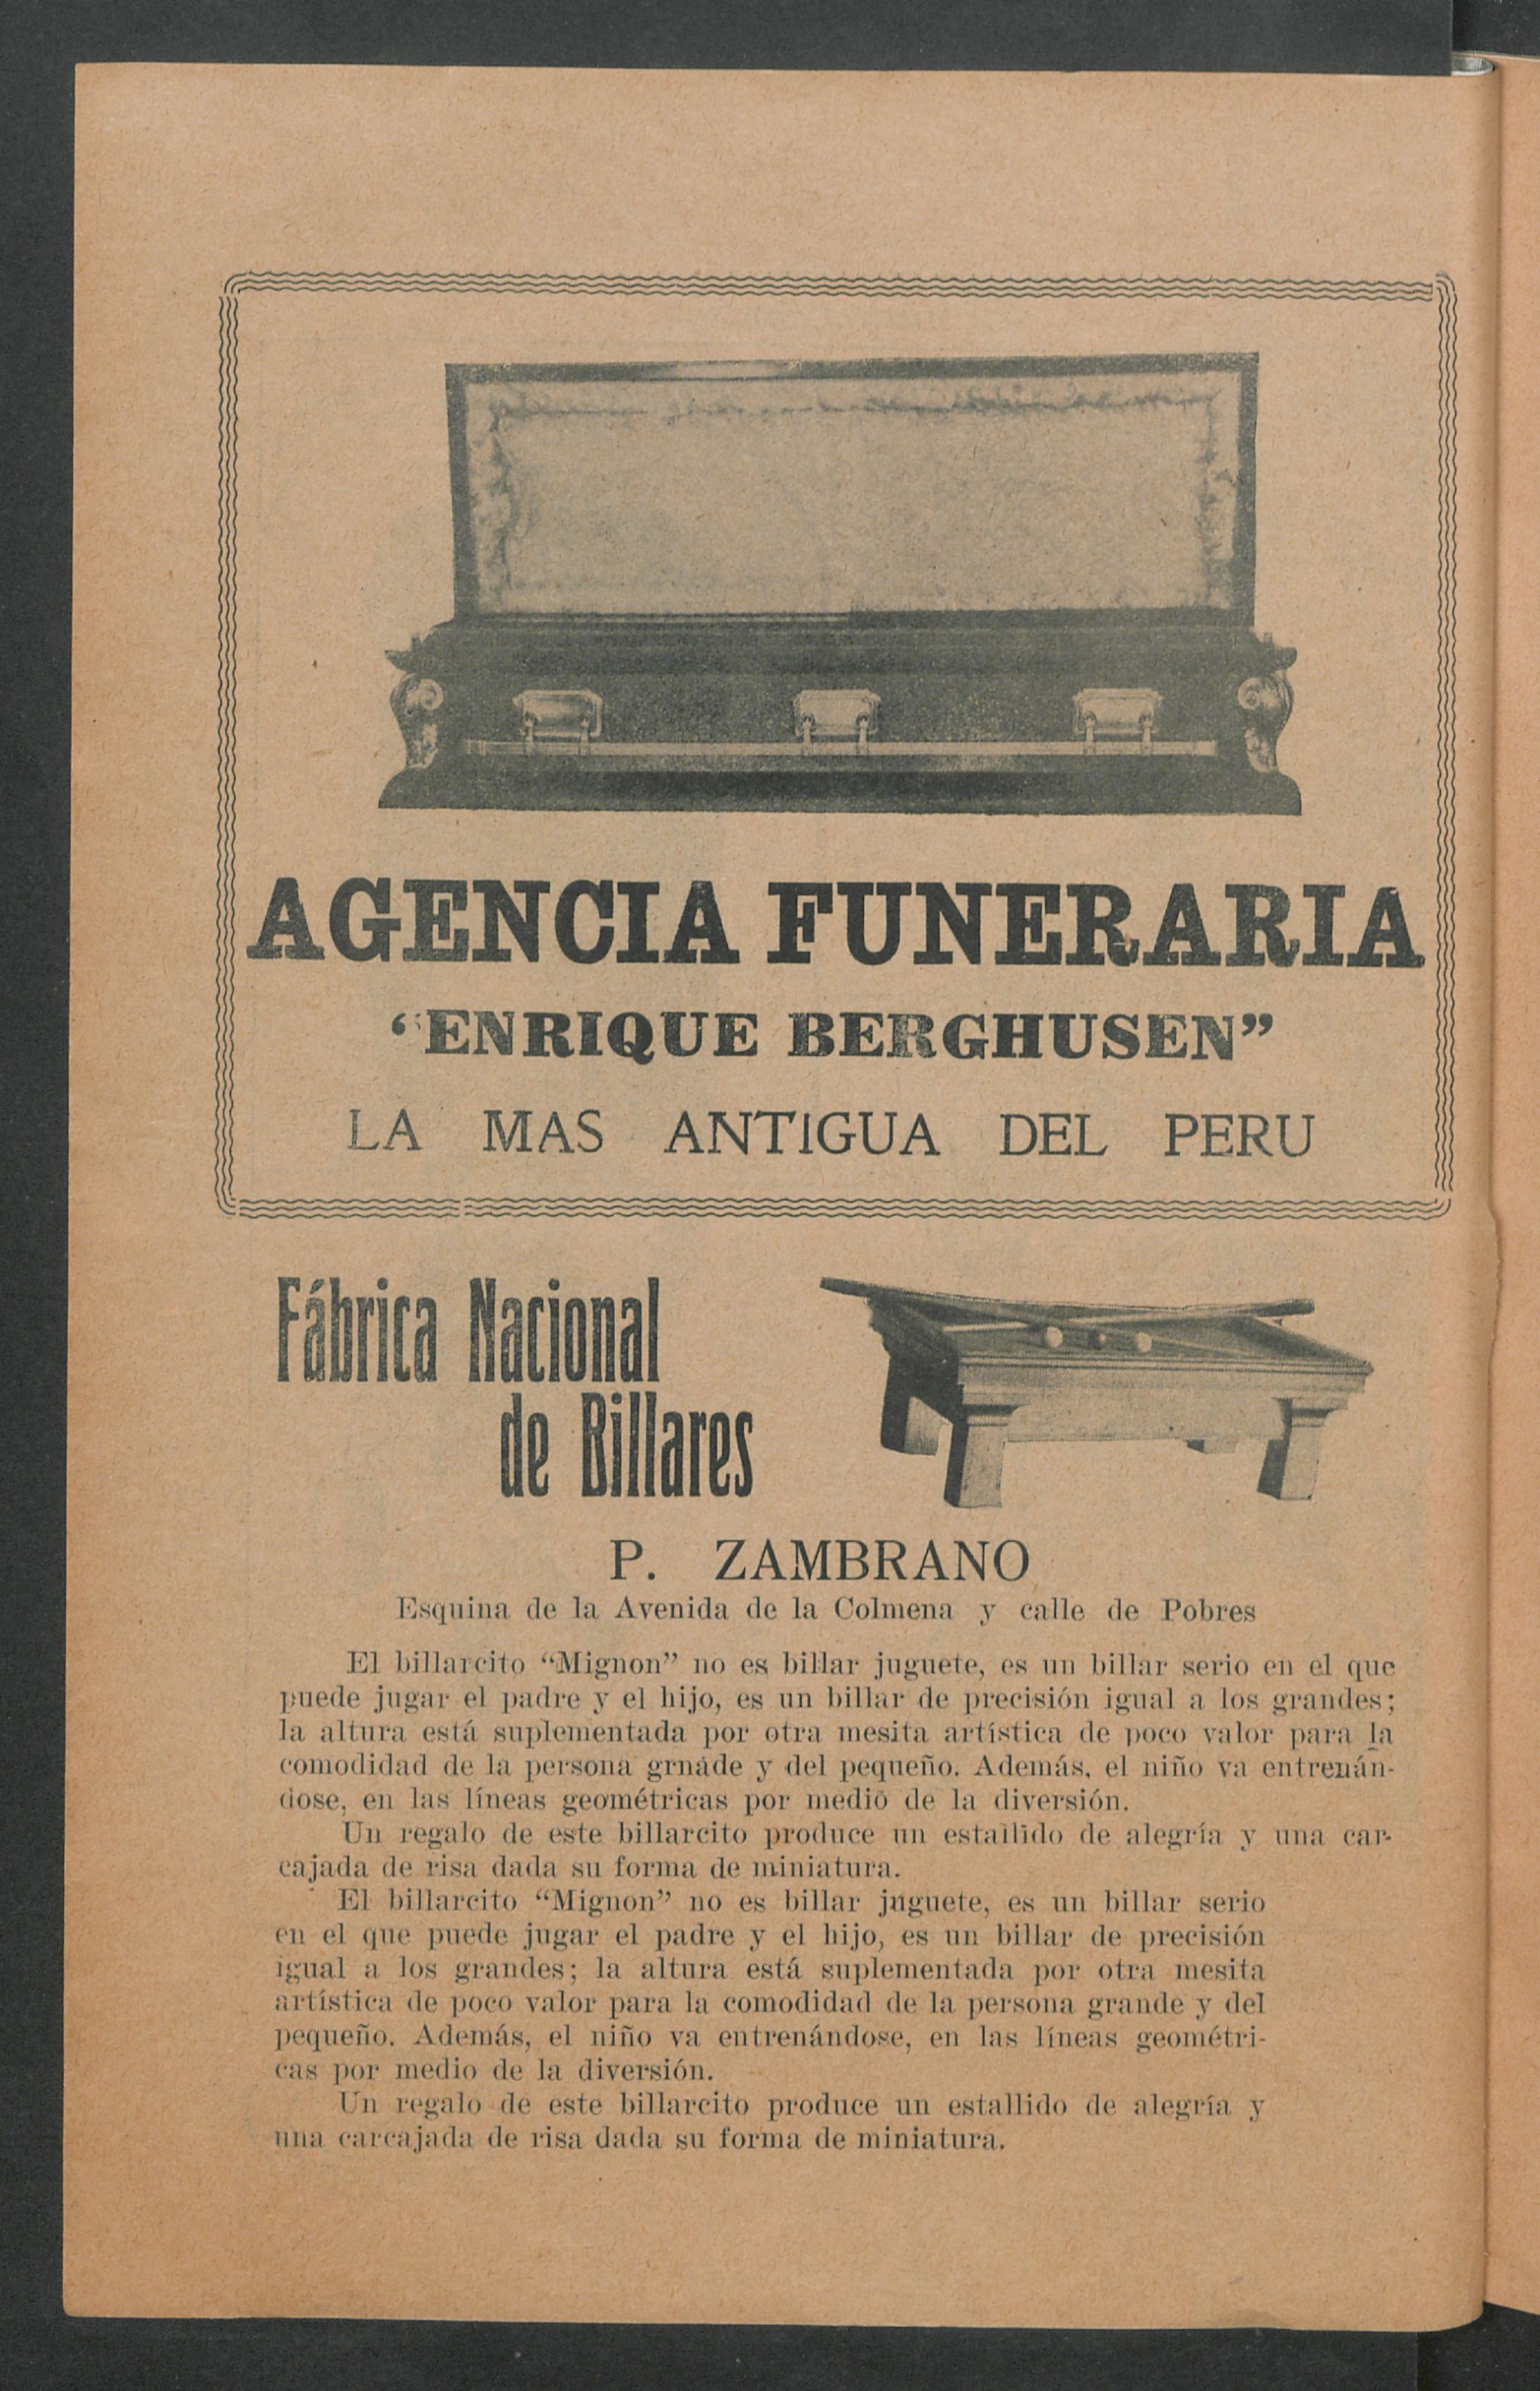 AGENCIA FUNERARIA
“ENRIQUE BERGHUSEN”
LA MAS ANTIGUA DEL PERU
Fábrica Nacional
de Billares
P. ZAMBRANO
Esquina de la Avenida de la Colmena y calle de Pobres
El billarcito “Mignon” no es billar juguete, es un billar serio en el que
puede jugar el padre y el hijo, es un billar de precisión igual a los grandes;
la altura está suplementada por otra mesita artística de poco valor para la
comodidad de la persona grnade y del pequeño. Además, el niño va entrenán-
dose, en las líneas geométricas por medio de la diversión.
Un regalo de este billarcito produce un estallido de alegría y una car-
cajada de risa dada su forma de miniatura.
El billarcito “Mignon” no es billar juguete, es un billar serio
en el que puede jugar el padre y el hijo, es un billar de precisión
igual a los grandes; la altura está suplementada por otra mesita
artística de poco valor para la comodidad de la persona grande y del
pequeño. Además, el niño va entrenándose, en las líneas geométri-
cas por medio de la diversión.
Un regalo de este billarcito produce un estallido de alegría y
una carcajada de risa dada su forma de miniatura.